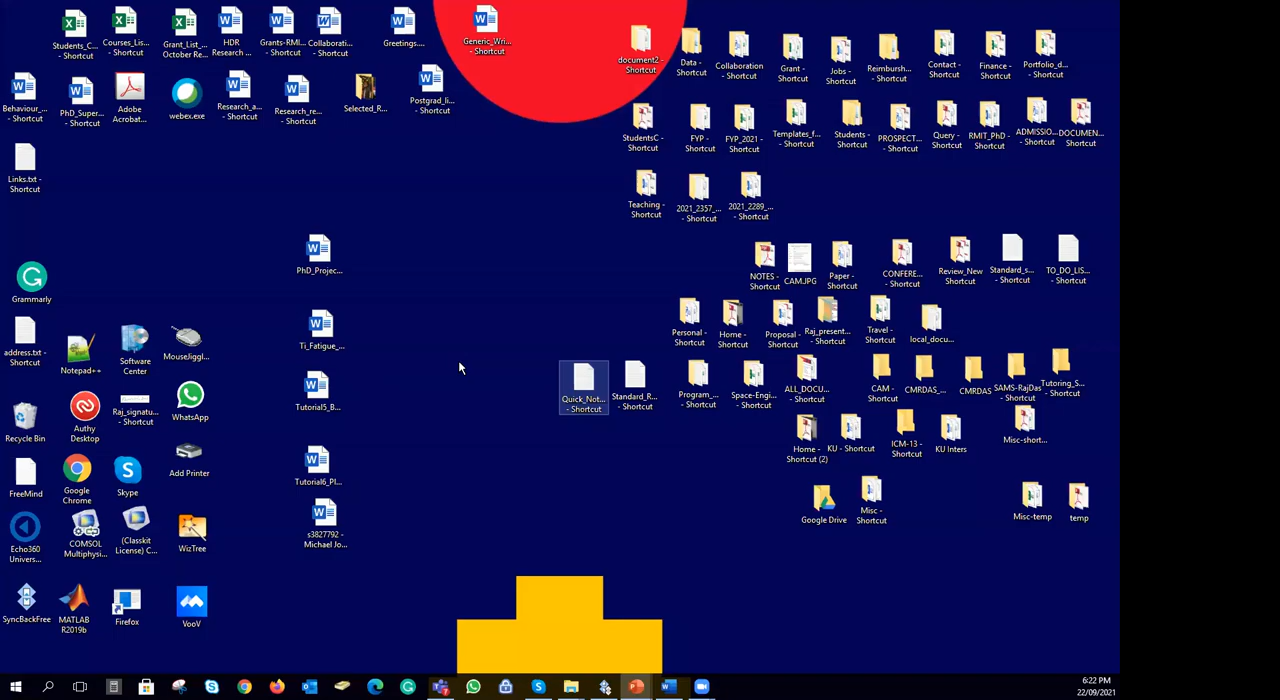 Students_C...
- Shortcut
Courses_Lis...
- Shortcut
Grant_List_...
October Re...
HDR
Research ...
Grants-RMI...
- Shortcut
Collaborati...
- Shortcut
Greetings....
Generic_Wri...
- Shortcut
document2 -
Shortcut
Data -
Shortcut
Collaboration
- Shortcut
Grant -
Shortcut
Jobs -
Shortcut
Reimbursh...
- Shortcut
Contact -
Shortcut
Finance -
Shortcut
Portfolio_d...
- Shortcut
Behaviour_...
- Shortcut
PhD_Super...
- Shortcut
Adobe
Acrobat...
webex.exe
Research_a...
- Shortcut
Research_re...
- Shortcut
Selected_R...
Postgrad_li...
- Shortcut
StudentsC -
Shortcut
FYP -
Shortcut
FYP_2021 -
Shortcut
Templates_f...
- Shortcut
Students -
Shortcut
PROSPECT...
- Shortcut
Query -
Shortcut
RMIT_PhD -
Shortcut
ADMISSIO...
- Shortcut
DOCUMEN...
- Shortcut
Links.txt -
Shortcut
Teaching -
Shortcut
2021_2357_...
- Shortcut
2021_2289_...
- Shortcut
PhD_Projec...
NOTES -
Shortcut
CAM.JPG
Paper -
Shortcut
CONFERE...
- Shortcut
Review_New
- Shortcut
Standard_s...
- Shortcut
TO_DO_LIS...
- Shortcut
Grammarly
address.txt -
Shortcut
Notepad++
Software
Center
MouseJiggl...
Ti_Fatigue_...
Personal -
Shortcut
Home -
Shortcut
Proposal -
Shortcut
Raj_present...
- Shortcut
Travel -
Shortcut
local_docu...
Quick_Not...
- Shortcut
Standard_R...
- Shortcut
Program_...
- Shortcut
Space-Engi...
- Shortcut
ALL_DOCU...
- Shortcut
CAM -
Shortcut
CMRDAS_...
- Shortcut
CMRDAS
SAMS-RajDas
- Shortcut
Tutoring_S...
- Shortcut
Recycle Bin
Authy
Desktop
Raj_signatu...
- Shortcut
WhatsApp
Tutorial5_B...
Home -
Shortcut (2)
KU - Shortcut
ICM-13 -
Shortcut
KU Inters
Misc-short...
FreeMind
Google
Chrome
Skype
Add Printer
Tutorial6_Pl...
Google Drive
Misc -
Shortcut
Misc-temp
temp
Echo360
Univers...
COMSOL
Multiphysi...
(Classkit
License) C...
WizTree
s3827792 -
Michael Jo...
SyncBackFree
MATLAB
R2019b
Firefox
VooV
6:22 PM
22/09/2021